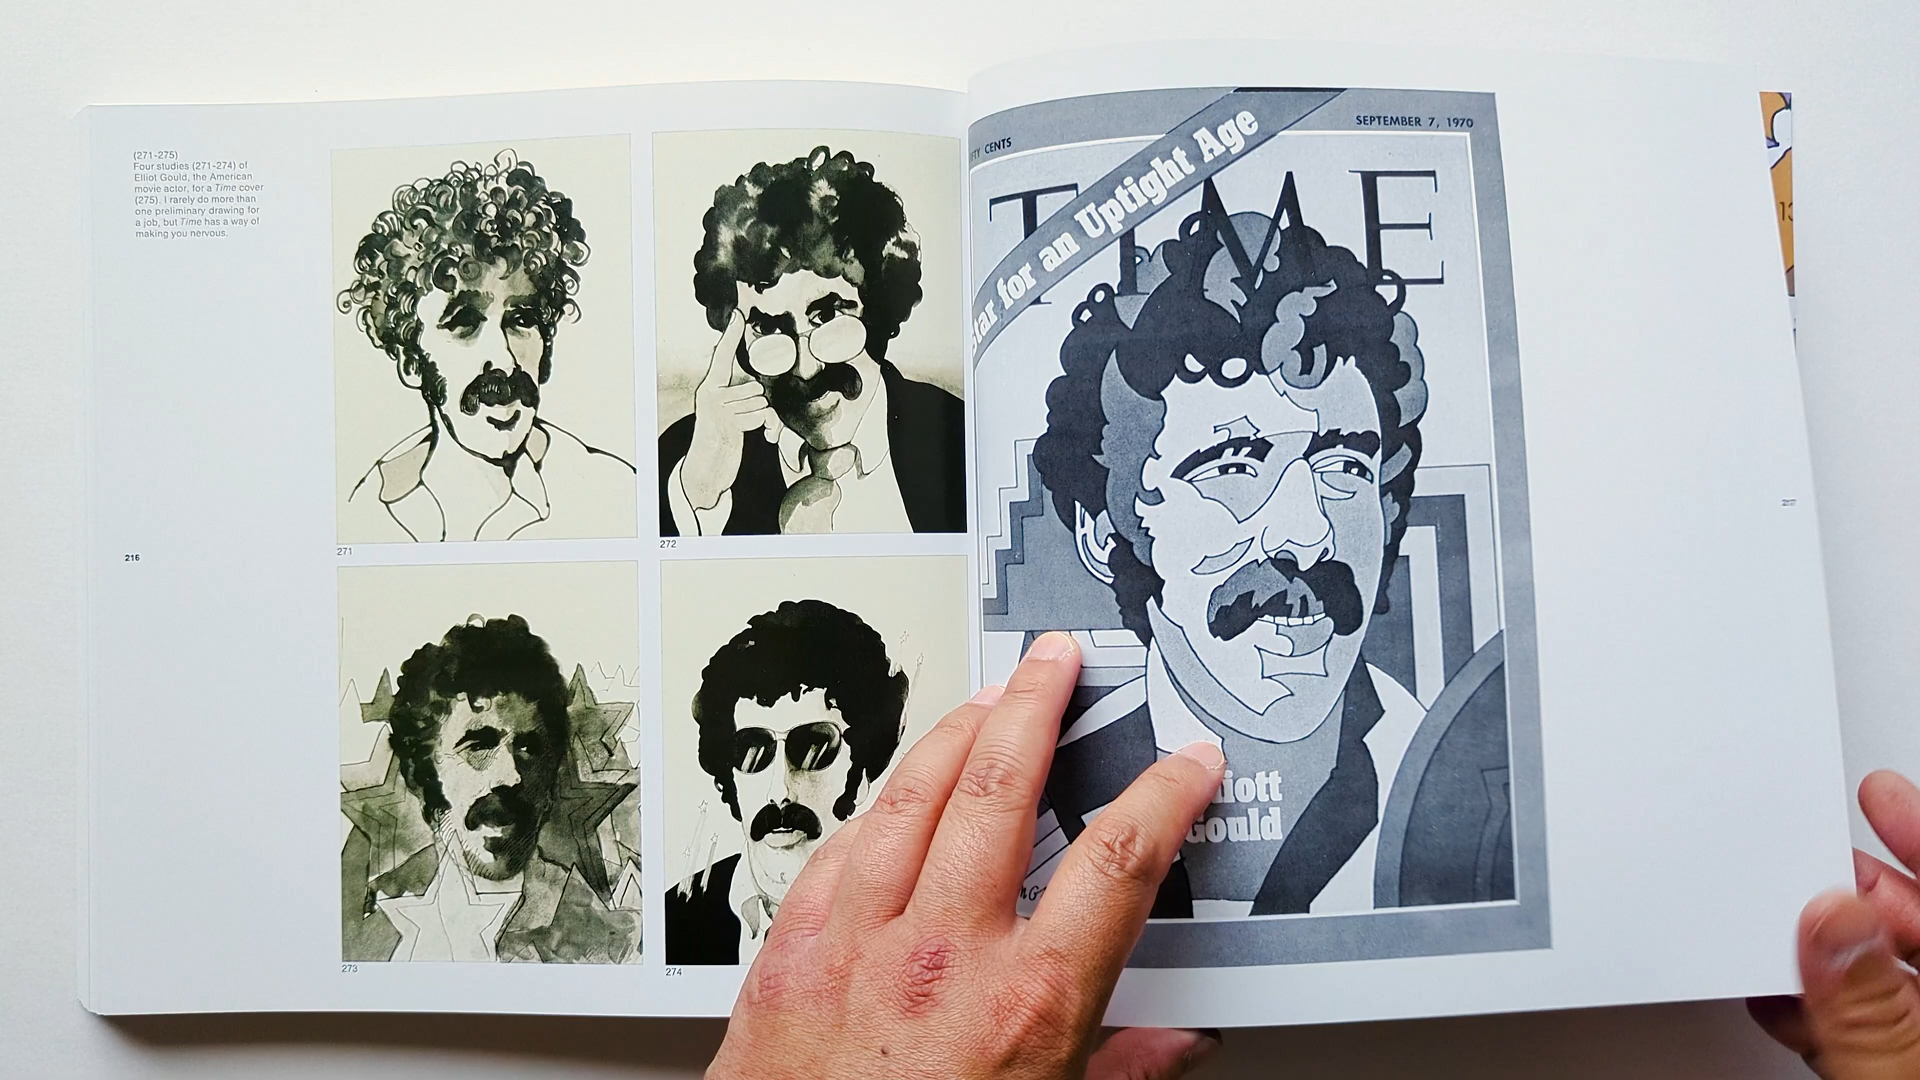 (271-275)
Four studies (271-274) of
Elliot Gould, the American
movie actor, for a Time cover
(275). I rarely do more than
one preliminary drawing for
a job, but Time has a way of
making you nervous.
216
271
272
273
274
CENTS
SEPTEMBER 7, 1970
TIME
Star for an Uptight Age
liott
Gould